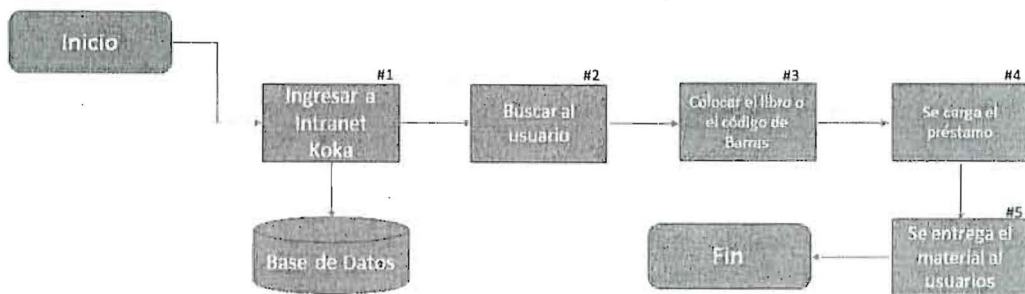 Inicio
#1
Ingresar a
Intranet
Koka
#2
Buscar al
usuario
#3
Colocar el libro o
el código de
Barras
#4
Se carga el
préstamo
#5
Se entrega el
material al
usuarios
Fin
Base de Datos